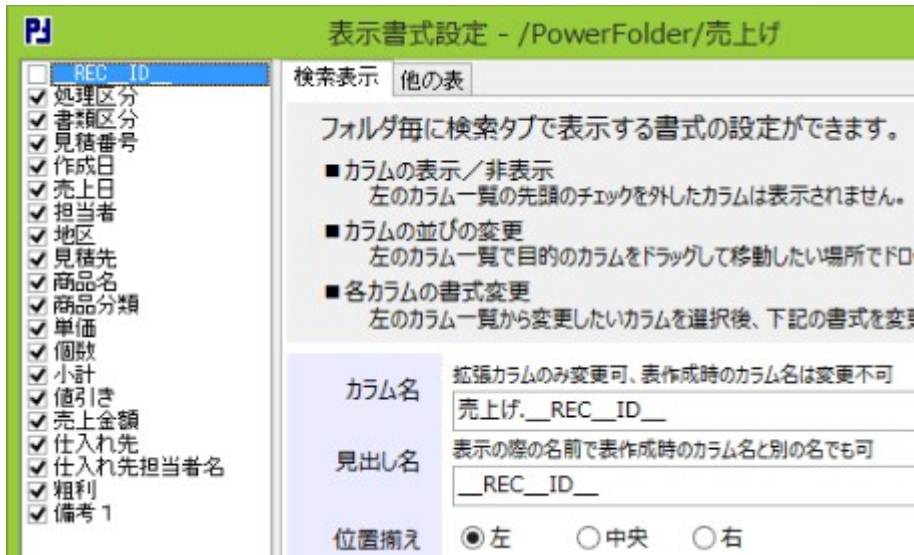 表示書式設定 - /PowerFolder/売上げ
__REC__ID__
処理区分
書類区分
見積番号
作成日
売上日
担当者
地区
見積先
商品名
商品分類
単価
個数
小計
値引き
売上金額
仕入れ先
仕入れ先担当者名
粗利
備考1
検索表示 他の表
フォルダ毎に検索タブで表示する書式の設定ができます。
■カラムの表示／非表示
左のカラム一覧の先頭のチェックを外したカラムは表示されません。
■カラムの並びの変更
左のカラム一覧で目的のカラムをドラッグして移動したい場所でドロ
■各カラムの書式変更
左のカラム一覧から変更したいカラムを選択後、下記の書式を変更
カラム名
拡張カラムのみ変更可、表作成時のカラム名は変更不可
売上げ.__REC__ID__
見出し名
表示の際の名前で表作成時のカラム名と別の名でも可
__REC__ID__
位置揃え 左 中央 右